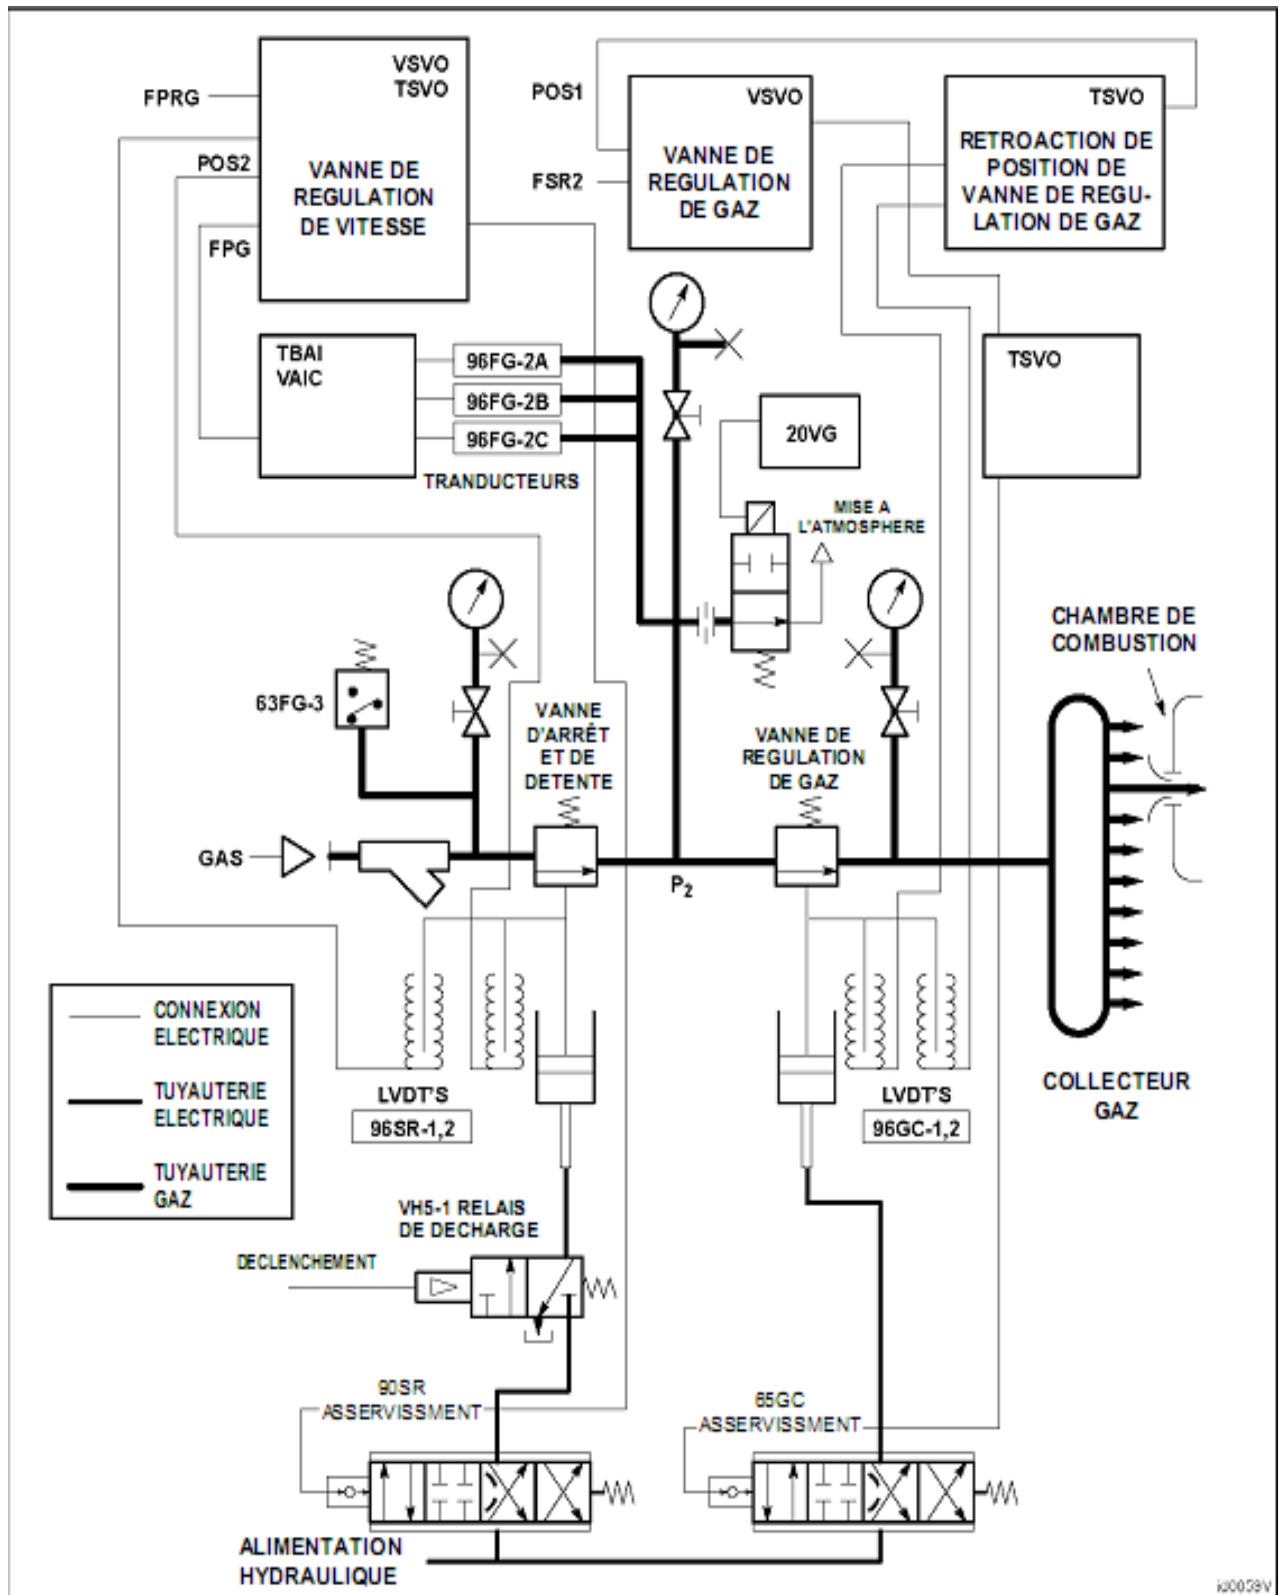 VSVO
TSVO
FPRG
POS2
VANNE DE
REGULATION
DE VITESSE
FPG
POS1
VSVO
VANNE DE
REGULATION
DE GAZ
FSR2
TSVO
RETROACTION DE
POSITION DE
VANNE DE REGU-
LATION DE GAZ
TBAI
VAIC
96FG-2A
96FG-2B
96FG-2C
TRANDUCTEURS
20VG
TSVO
MISE A
L'ATMOSPHERE
63FG-3
VANNE
D'ARRÊT
ET DE
DETENTE
VANNE DE
REGULATION
DE GAZ
CHAMBRE DE
COMBUSTION
GAS
P2
CONNEXION
ELECTRIQUE
TUYAUTERIE
ELECTRIQUE
TUYAUTERIE
GAZ
LVDT'S
96SR-1,2
LVDT'S
96GC-1,2
COLLECTEUR
GAZ
VH5-1 RELAIS
DE DECHARGE
DECLENCHEMENT
90SR
ASSERVISSMENT
65GC
ASSERVISSMENT
ALIMENTATION
HYDRAULIQUE
id0059V